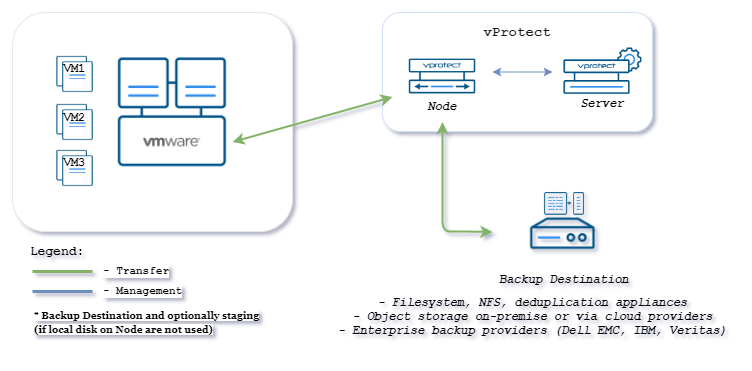 VM1
VM2
VM3
vmware
vProtect
vprotect
vprotect
Node
Server
Legend:
- Transfer
- Management
* Backup Destination and optionally staging
(if local disk on Node are not used)
Backup Destination
- Filesystem, NFS, deduplication appliances
- Object storage on-premise or via cloud providers
- Enterprise backup providers (Dell EMC, IBM, Veritas)